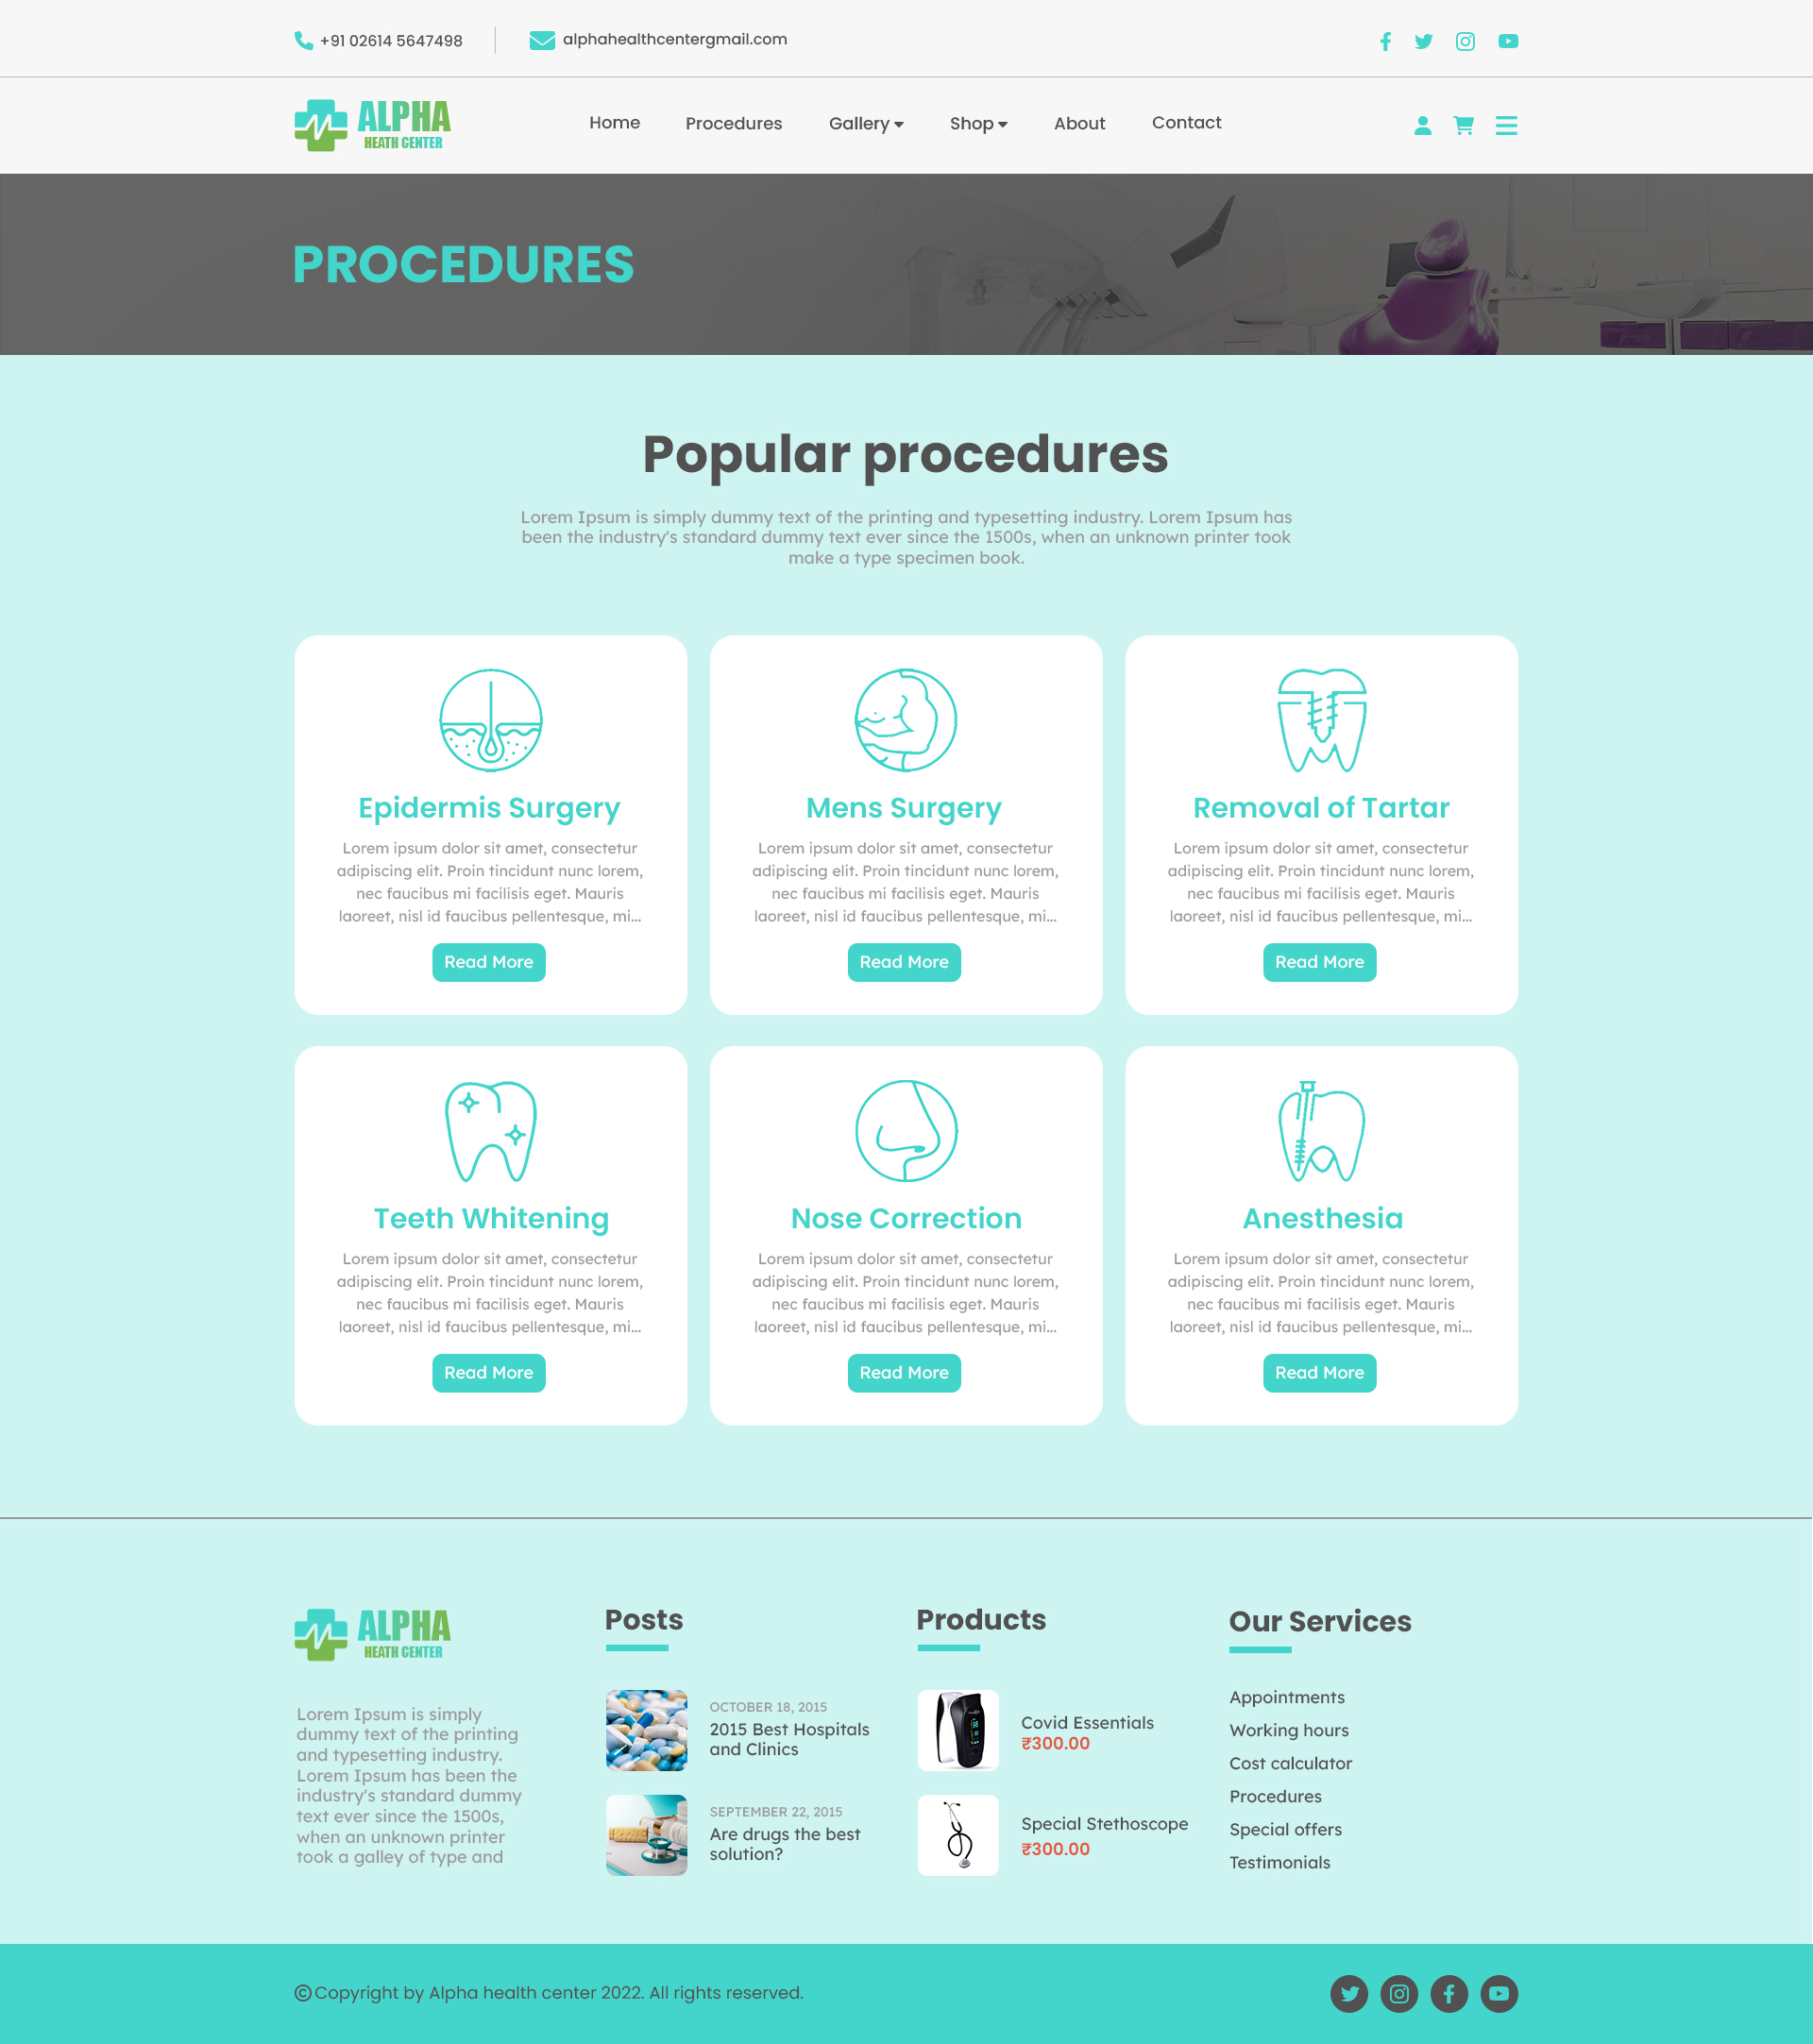 +91 02614 5647498
alphahealthcentergmail.com
ALPHA
HEATH CENTER
Home
Procedures
Gallery
Shop
About
Contact
PROCEDURES
Popular procedures
Lorem Ipsum is simply dummy text of the printing and typesetting industry. Lorem Ipsum has
been the industry's standard dummy text ever since the 1500s, when an unknown printer took
make a type specimen book.
Epidermis Surgery
Lorem ipsum dolor sit amet, consectetur
adipiscing elit. Proin tincidunt nunc lorem,
nec faucibus mi facilisis eget. Mauris
laoreet, nisl id faucibus pellentesque, mi...
Read More
Mens Surgery
Lorem ipsum dolor sit amet, consectetur
adipiscing elit. Proin tincidunt nunc lorem,
nec faucibus mi facilisis eget. Mauris
laoreet, nisl id faucibus pellentesque, mi...
Read More
Removal of Tartar
Lorem ipsum dolor sit amet, consectetur
adipiscing elit. Proin tincidunt nunc lorem,
nec faucibus mi facilisis eget. Mauris
laoreet, nisl id faucibus pellentesque, mi...
Read More
Teeth Whitening
Lorem ipsum dolor sit amet, consectetur
adipiscing elit. Proin tincidunt nunc lorem,
nec faucibus mi facilisis eget. Mauris
laoreet, nisl id faucibus pellentesque, mi...
Read More
Nose Correction
Lorem ipsum dolor sit amet, consectetur
adipiscing elit. Proin tincidunt nunc lorem,
nec faucibus mi facilisis eget. Mauris
laoreet, nisl id faucibus pellentesque, mi...
Read More
Anesthesia
Lorem ipsum dolor sit amet, consectetur
adipiscing elit. Proin tincidunt nunc lorem,
nec faucibus mi facilisis eget. Mauris
laoreet, nisl id faucibus pellentesque, mi...
Read More
ALPHA
HEATH CENTER
Lorem Ipsum is simply
dummy text of the printing
and typesetting industry.
Lorem Ipsum has been the
industry's standard dummy
text ever since the 1500s,
when an unknown printer
took a galley of type and
Posts
OCTOBER 18, 2015
2015 Best Hospitals
and Clinics
SEPTEMBER 22, 2015
Are drugs the best
solution?
Products
Covid Essentials
₹300.00
Special Stethoscope
₹300.00
Our Services
Appointments
Working hours
Cost calculator
Procedures
Special offers
Testimonials
© Copyright by Alpha health center 2022. All rights reserved.